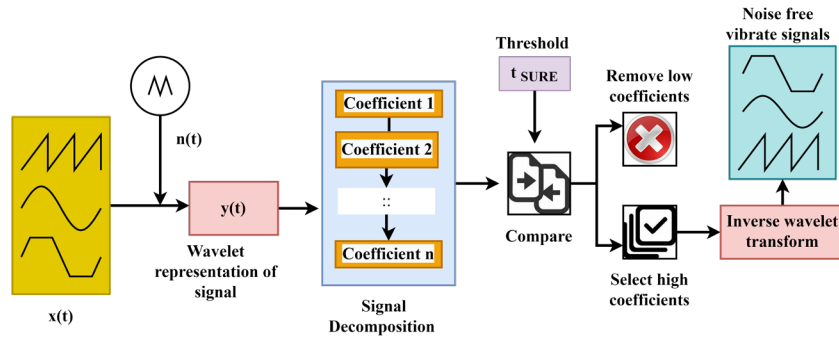 Noise free
vibrate signals
Threshold
t SURE
Remove low
coefficients
n(t)
Coefficient 1
Coefficient 2
::
Coefficient n
y(t)
Wavelet
representation of
signal
Compare
Inverse wavelet
transform
Select high
coefficients
Signal
Decomposition
x(t)